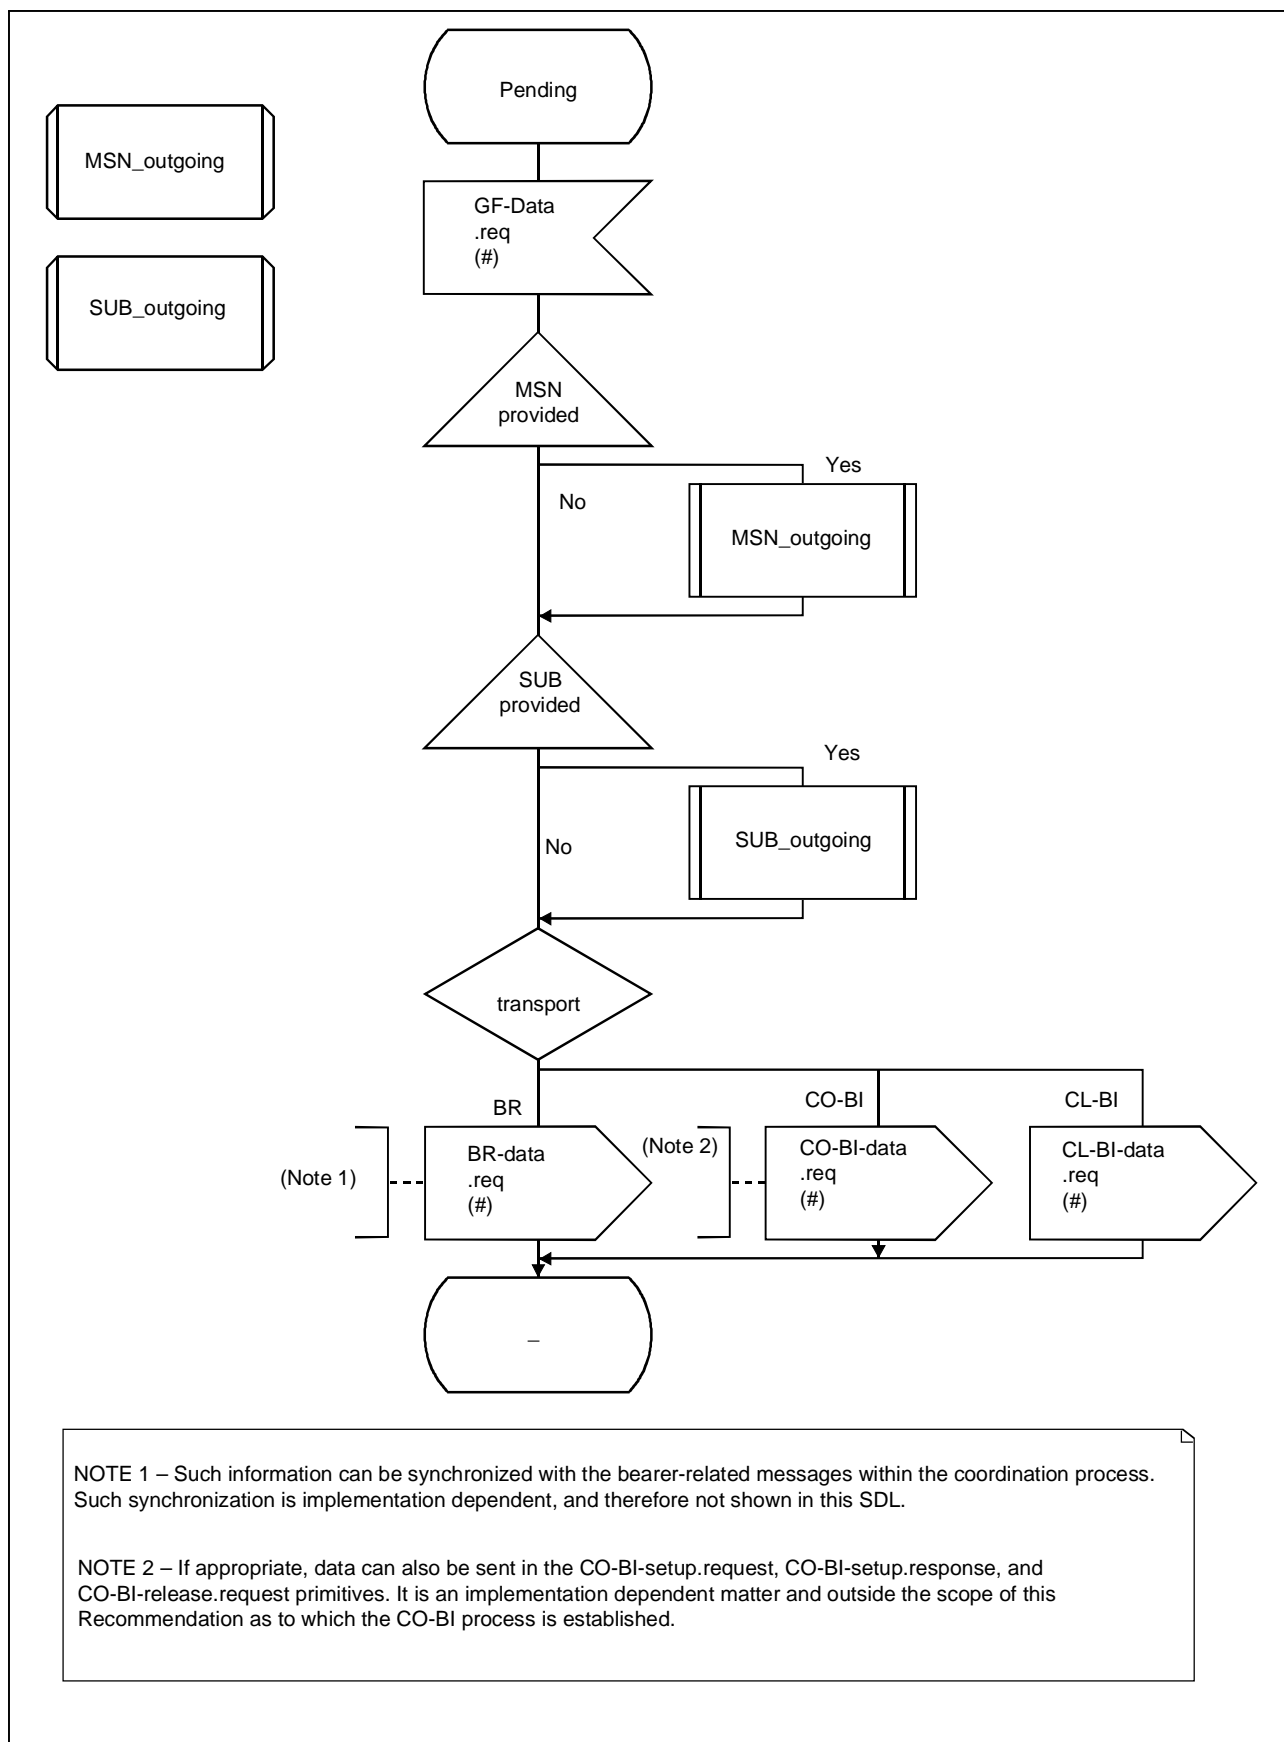 Pending
MSN_outgoing
GF-Data
.req
(#)
SUB_outgoing
MSN
provided
Yes
No
MSN_outgoing
SUB
provided
Yes
No
SUB_outgoing
transport
BR
CO-BI
CL-BI
(Note 1)
BR-data
.req
(#)
(Note 2)
CO-BI-data
.req
(#)
CL-BI-data
.req
(#)
_
NOTE 1 – Such information can be synchronized with the bearer-related messages within the coordination process.
Such synchronization is implementation dependent, and therefore not shown in this SDL.
NOTE 2 – If appropriate, data can also be sent in the CO-BI-setup.request, CO-BI-setup.response, and
CO-BI-release.request primitives. It is an implementation dependent matter and outside the scope of this
Recommendation as to which the CO-BI process is established.